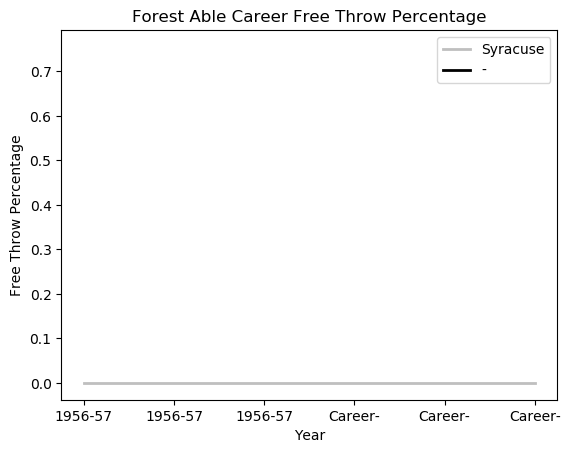 Forest Able Career Free Throw Percentage
Syracuse
-
Free Throw Percentage
0.7
0.6
0.5
0.4
0.3
0.2
0.1
0.0
1956-57 1956-57 1956-57 Career- Career- Career-
Year